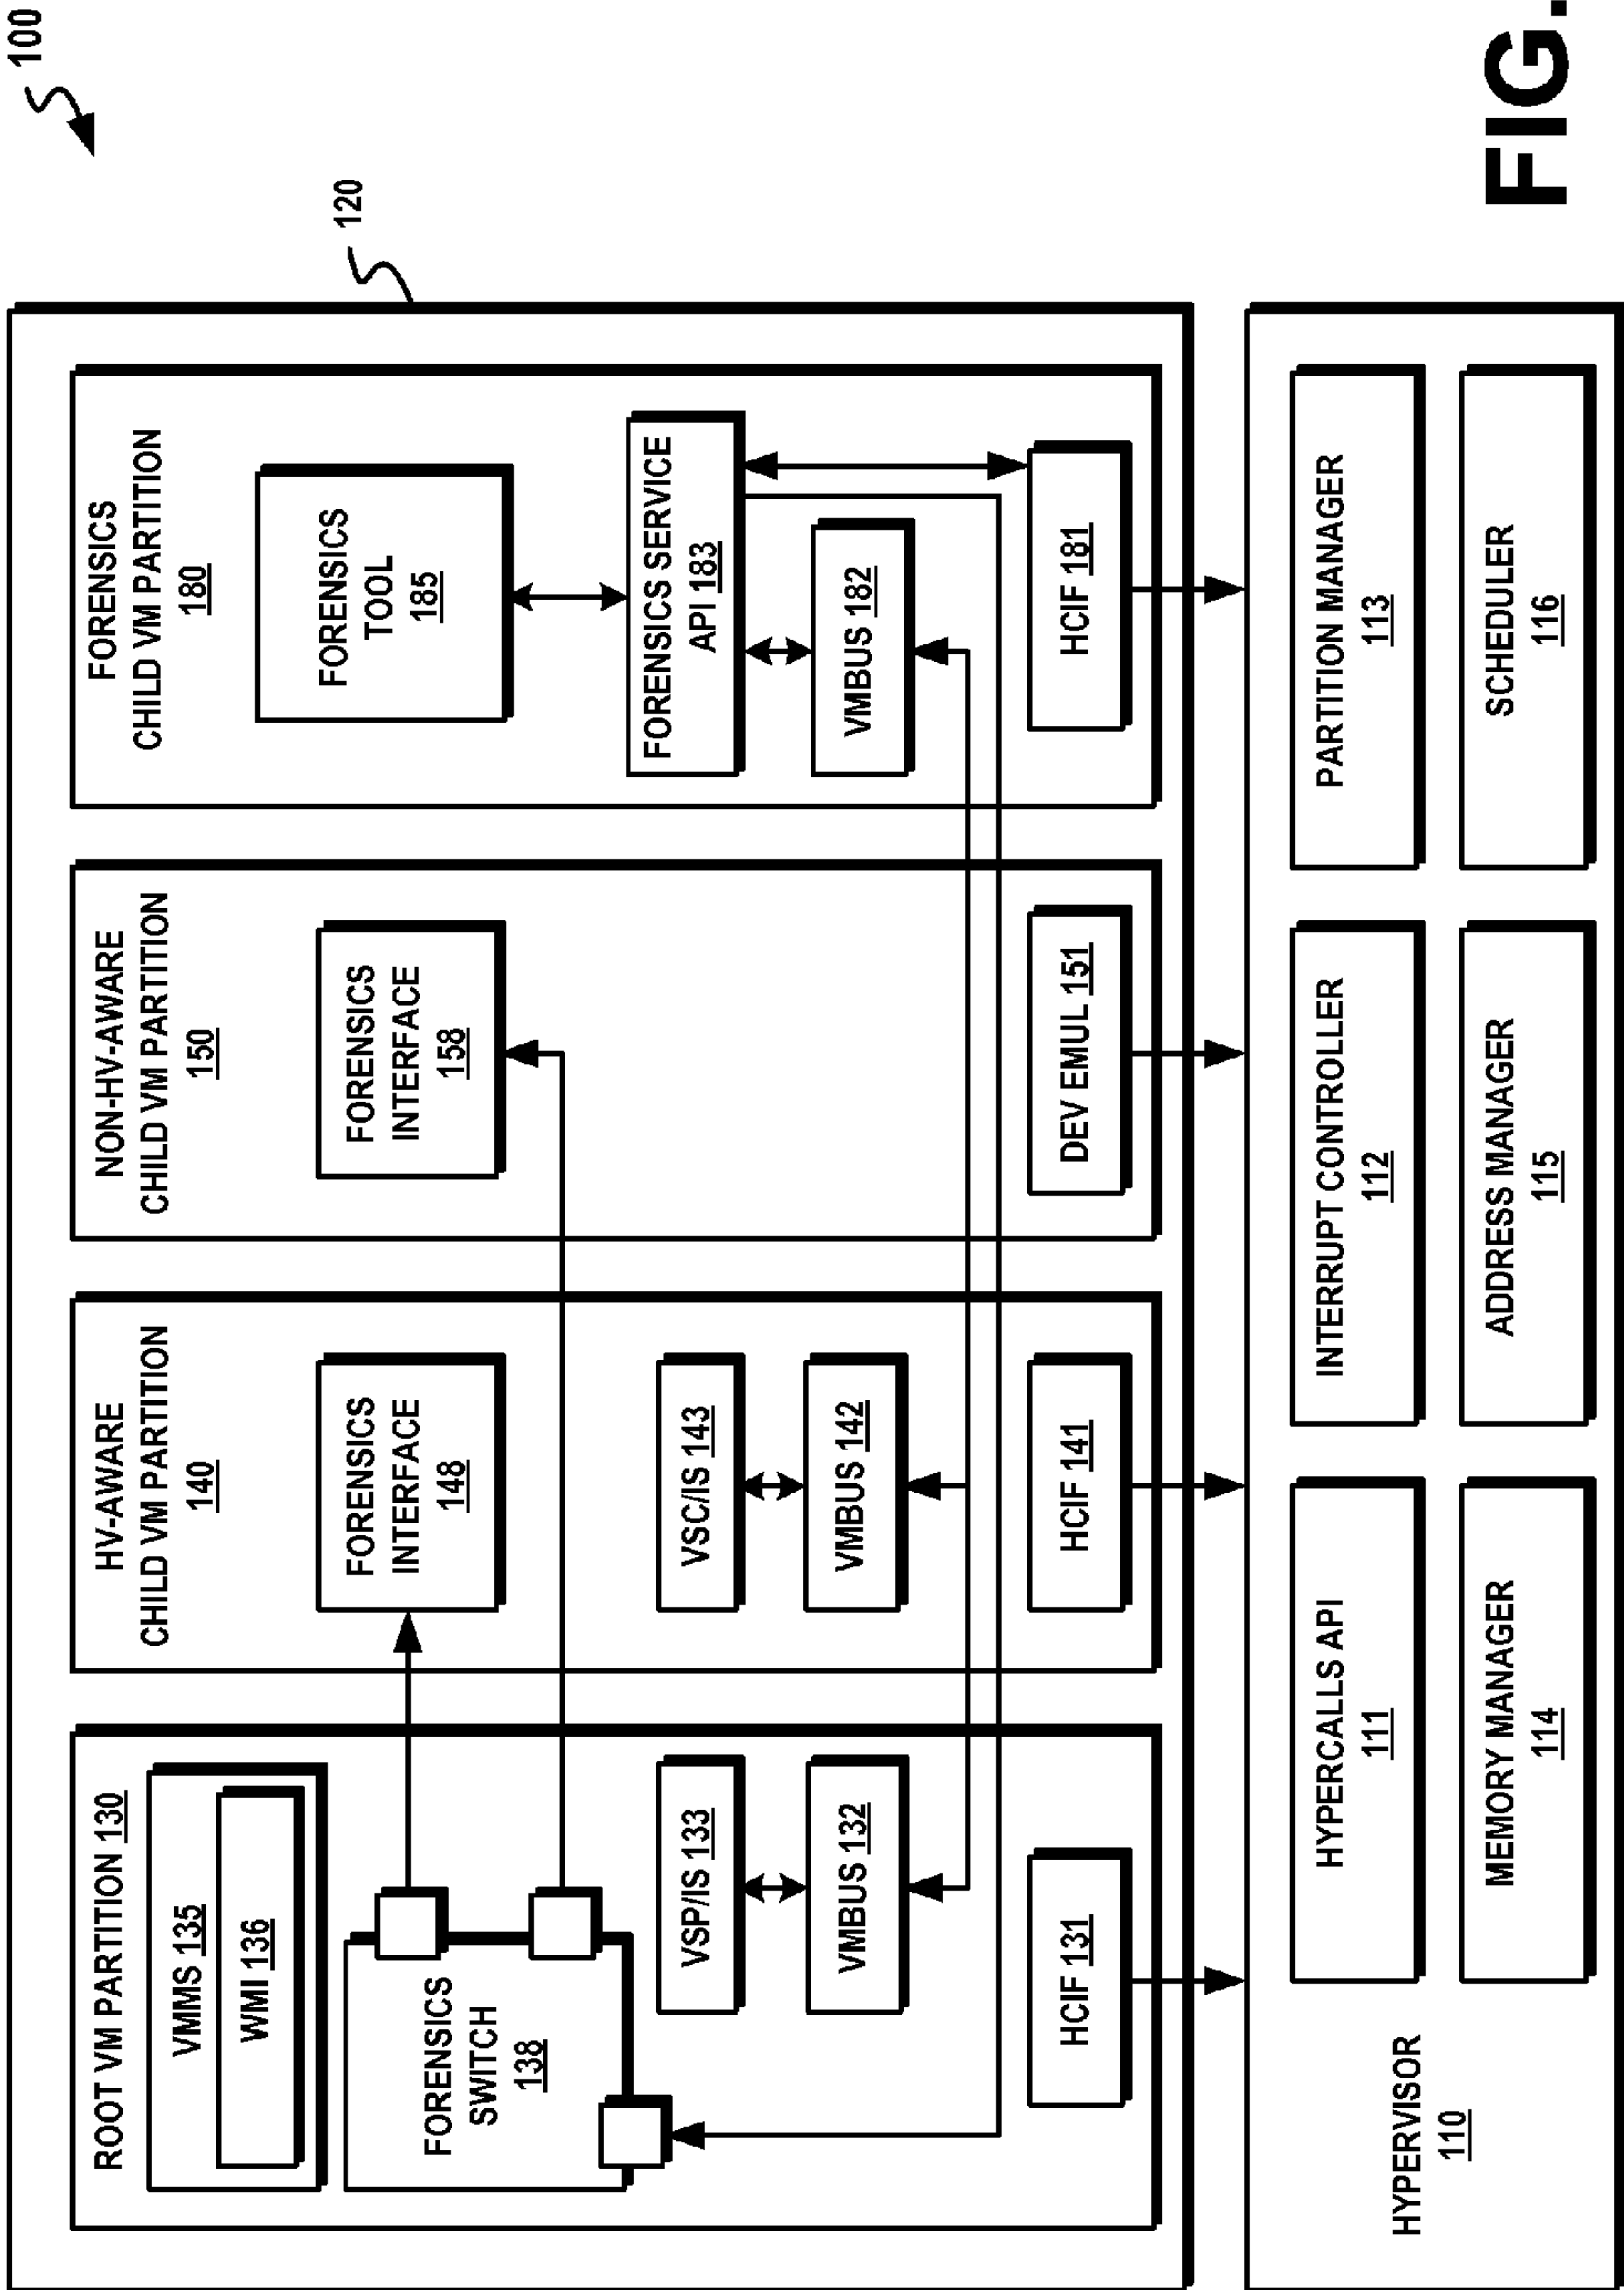 100
120
ROOT VM PARTITION 130
VMMS 135
WMI 136
FORENSICS
SWITCH
138
VSP/IS 133
VMBUS 132
HCIF 131
HV-AWARE
CHILD VM PARTITION
140
FORENSICS
INTERFACE
148
VSC/IS 143
VMBUS 142
HCIF 141
NON-HV-AWARE
CHILD VM PARTITION
150
FORENSICS
INTERFACE
158
DEV EMUL 151
FORENSICS
CHILD VM PARTITION
180
FORENSICS
TOOL
185
FORENSICS SERVICE
API 183
VMBUS 182
HCIF 181
HYPERVISOR
110
HYPERCALLS API
111
INTERRUPT CONTROLLER
112
PARTITION MANAGER
113
MEMORY MANAGER
114
ADDRESS MANAGER
115
SCHEDULER
116
FIG.